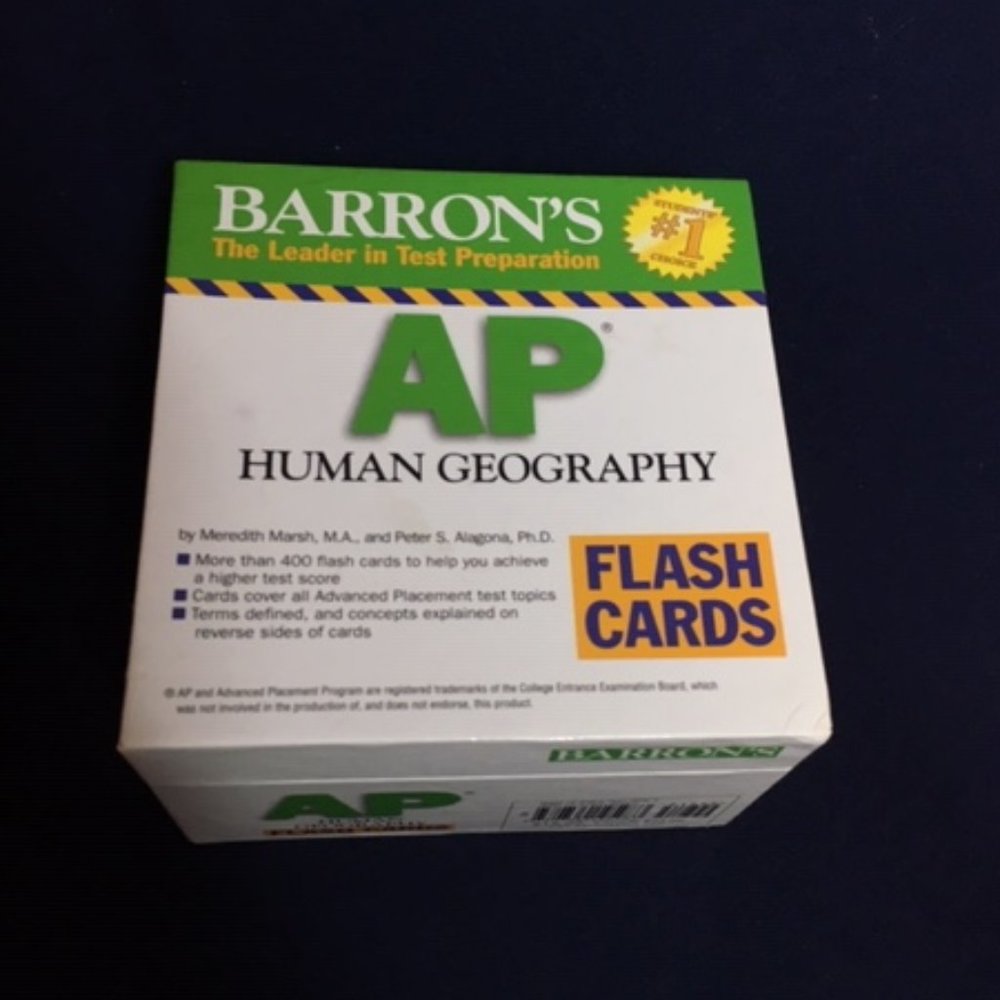 BARRON'S
The Leader in Test Preparation
STUDENTS'
#1
CHOICE
AP®
HUMAN GEOGRAPHY
by Meredith Marsh, M.A., and Peter S. Alagona, Ph.D.
■ More than 400 flash cards to help you achieve
a higher test score
■ Cards cover all Advanced Placement test topics
■ Terms defined, and concepts explained on
reverse sides of cards
FLASH
CARDS
® AP and Advanced Placement Program are registered trademarks of the College Entrance Examination Board, which
was not involved in the production of, and does not endorse, this product.
BARRON'S
AP®
HUMAN
GEOGRAPHY